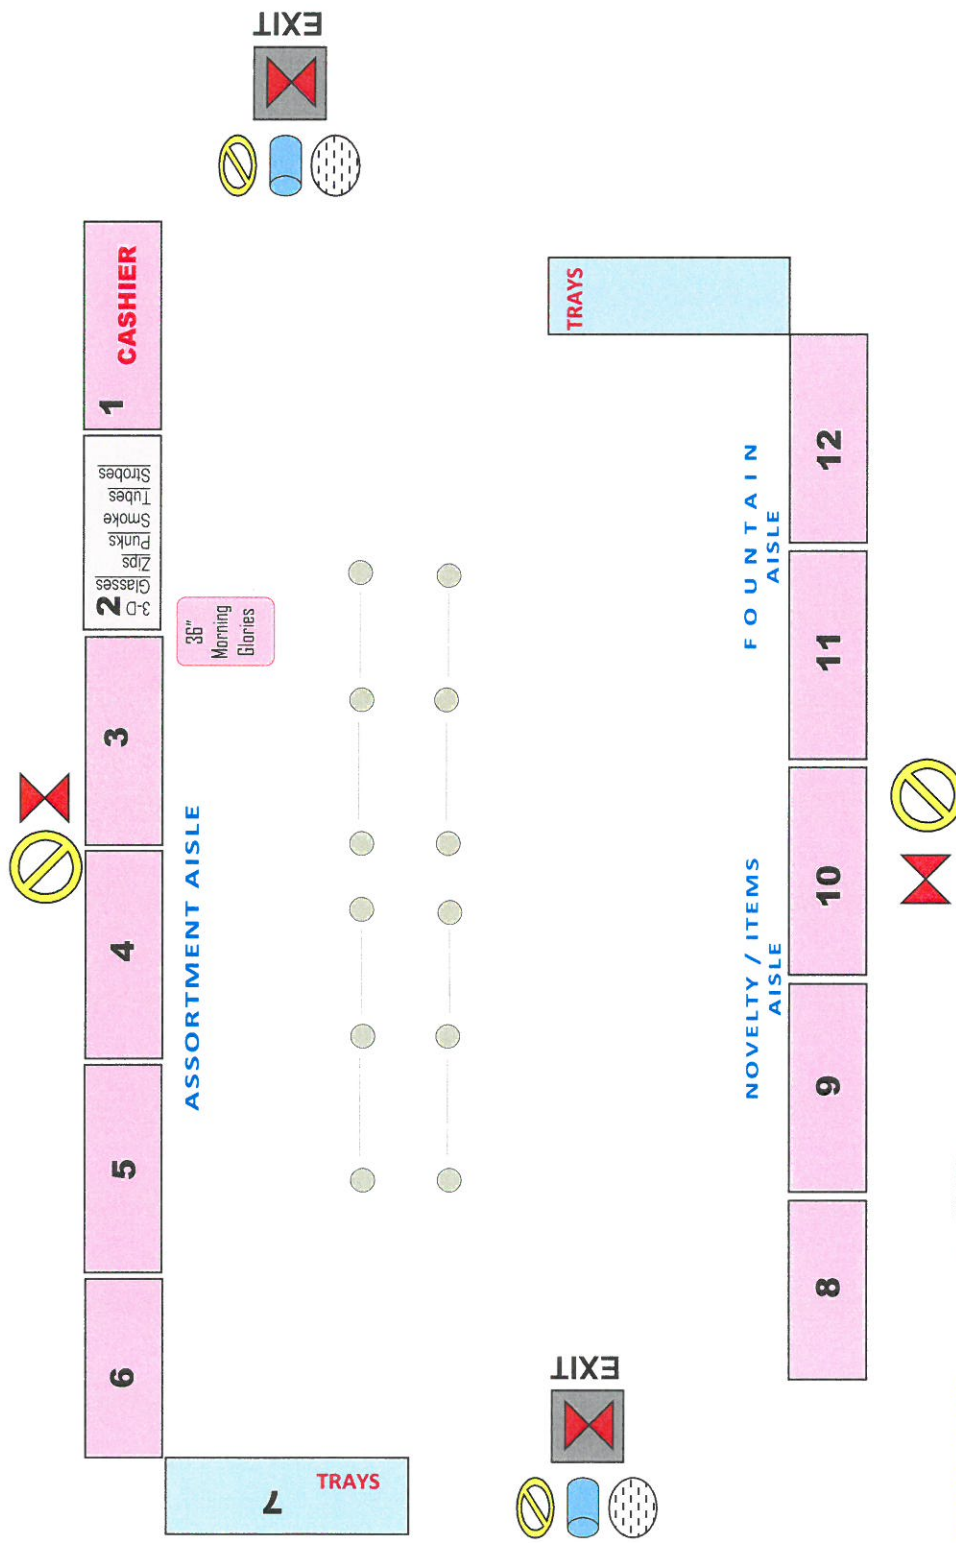 EXIT
1
CASHIER
2
3-D
Glasses
Zips
Punks
Smoke
Tubes
Strobes
3
4
5
6
7
TRAYS
36"
Morning
Glories
ASSORTMENT AISLE
TRAYS
FOUNTAIN
AISLE
NOVELTY / ITEMS
AISLE
12
11
10
9
8
EXIT